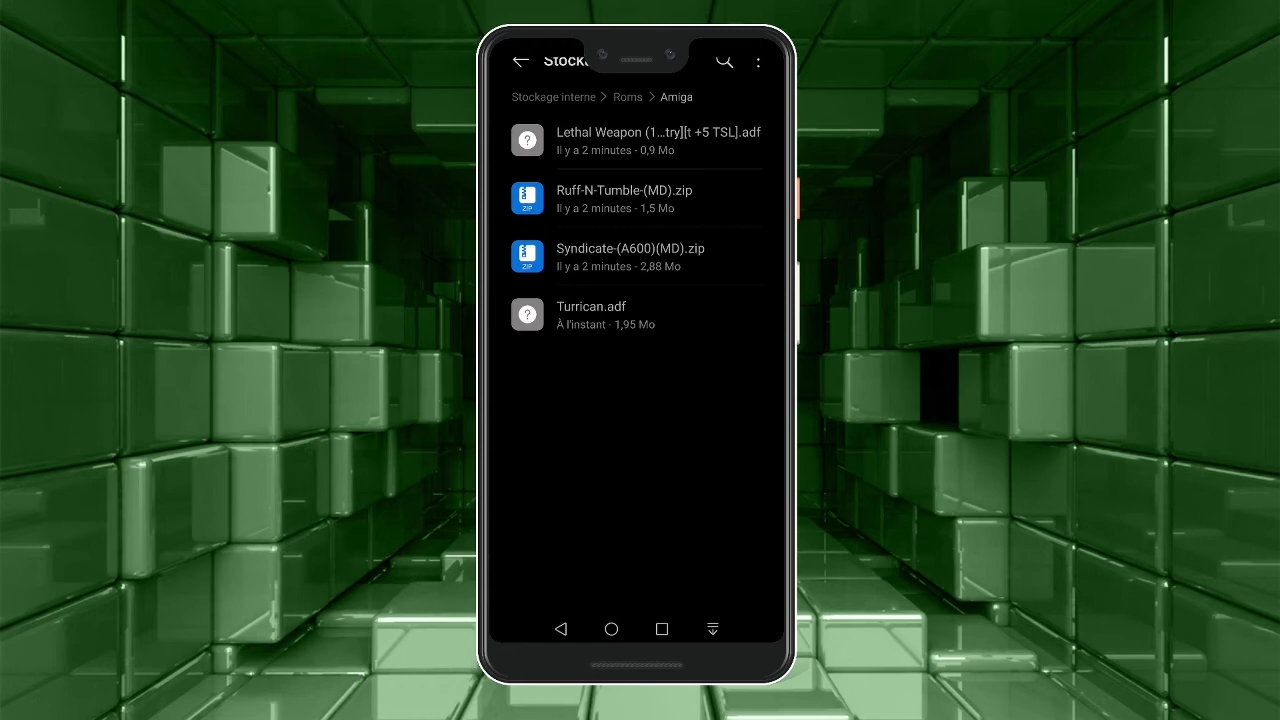 Stockage interne > Roms > Amiga
Lethal Weapon (1...try][t +5 TSL].adf
Il y a 2 minutes - 0,9 Mo
ZIP
Ruff-N-Tumble-(MD).zip
Il y a 2 minutes - 1,5 Mo
ZIP
Syndicate-(A600)(MD).zip
Il y a 2 minutes - 2,88 Mo
Turrican.adf
À l'instant - 1,95 Mo